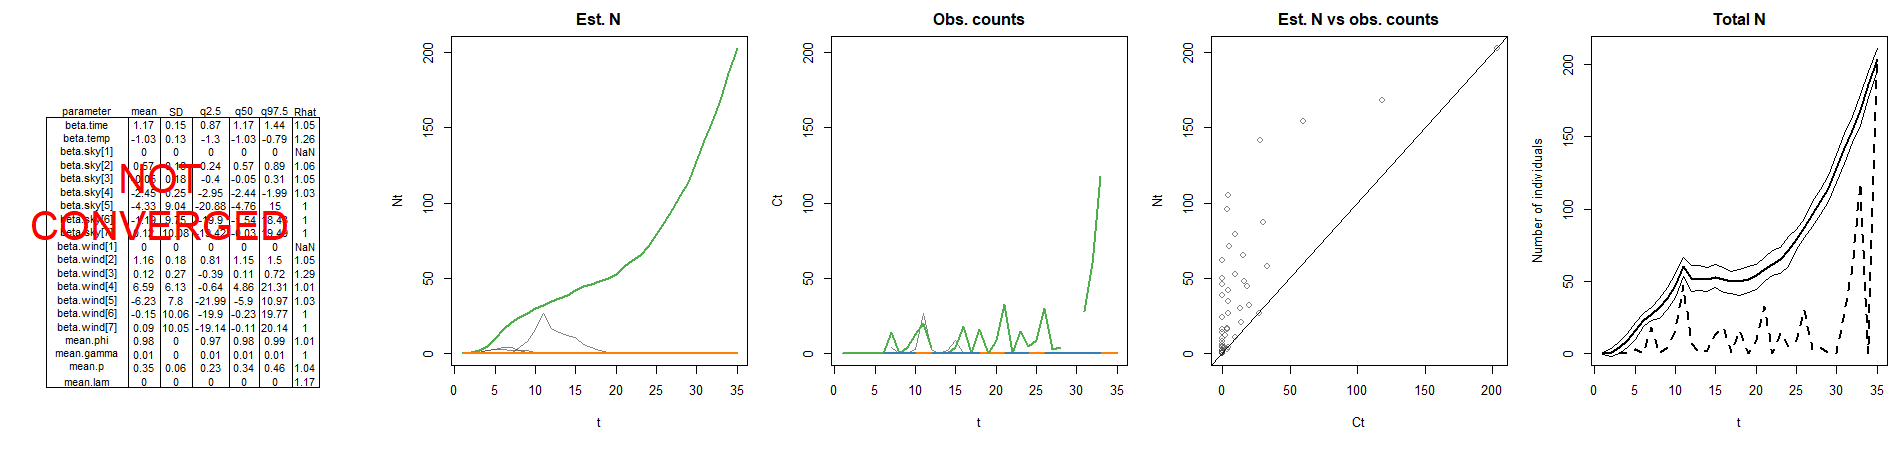 parameter mean SD q2.5 q50 q97.5 Rhat
beta.time 1.17 0.15 0.87 1.17 1.44 1.05
beta.temp -1.03 0.13 -1.3 -1.03 -0.79 1.26
beta.sky[1] 0 0 0 0 0 NaN
beta.sky[2] 0.57 0.24 0.57 0.89 1.06
beta.sky[3] 0.18 -0.4 -0.05 0.31 1.05
beta.sky[4] -2.45 0.25 -2.95 -2.44 -1.99 1.03
beta.sky[5] -4.33 9.04 -20.88 -4.76 15 1
9.75 -19.9 1
10.08 1
beta.wind[1] 0 0 0 0 0 NaN
beta.wind[2] 1.16 0.18 0.81 1.15 1.5 1.05
beta.wind[3] 0.12 0.27 -0.39 0.11 0.72 1.29
beta.wind[4] 6.59 6.13 -0.64 4.86 21.31 1.01
beta.wind[5] -6.23 7.8 -21.99 -5.9 10.97 1.03
beta.wind[6] -0.15 10.06 -19.9 -0.23 19.77 1
beta.wind[7] 0.09 10.05 -19.14 -0.11 20.14 1
mean.phi 0.98 0 0.97 0.98 0.99 1.01
mean.gamma 0.01 0 0.01 0.01 0.01 1
mean.p 0.35 0.06 0.23 0.34 0.46 1.04
mean.lam 0 0 0 0 0 1.17
NOT
CONVERGED
Est. N
Nt
200
150
100
50
0
0 5 10 15 20 25 30 35
t
Obs. counts
Ct
200
150
100
50
0
0 5 10 15 20 25 30 35
t
Est. N vs obs. counts
Nt
200
150
100
50
0
0 50 100 150 200
Ct
Total N
Number of individuals
200
150
100
50
0
0 5 10 15 20 25 30 35
t